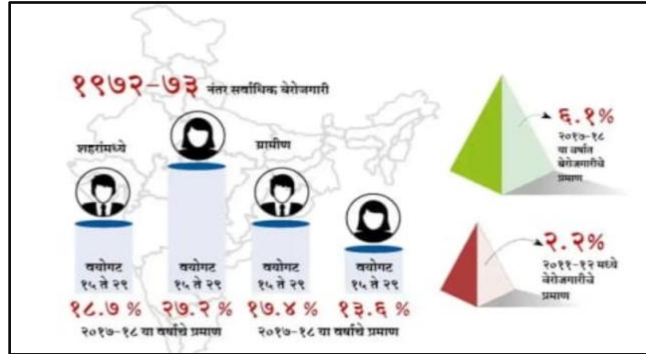 १९७२-७३ नंतर सर्वाधिक बेरोजगारी
शहरांमध्ये
ग्रामीण
वयोगट
१५ ते २९
वयोगट
१५ ते २९
वयोगट
१५ ते २९
वयोगट
१५ ते २९
१८.७ % २७.२ % १७.४ % १३.६ %
२०१७-१८ या वर्षाचे प्रमाण २०१७-१८ या वर्षाचे प्रमाण
६.१%
२०१७-१८
या वर्षात
बेरोजगारीचे
प्रमाण
२.२%
२०११-१२ मध्ये
बेरोजगारीचे
प्रमाण